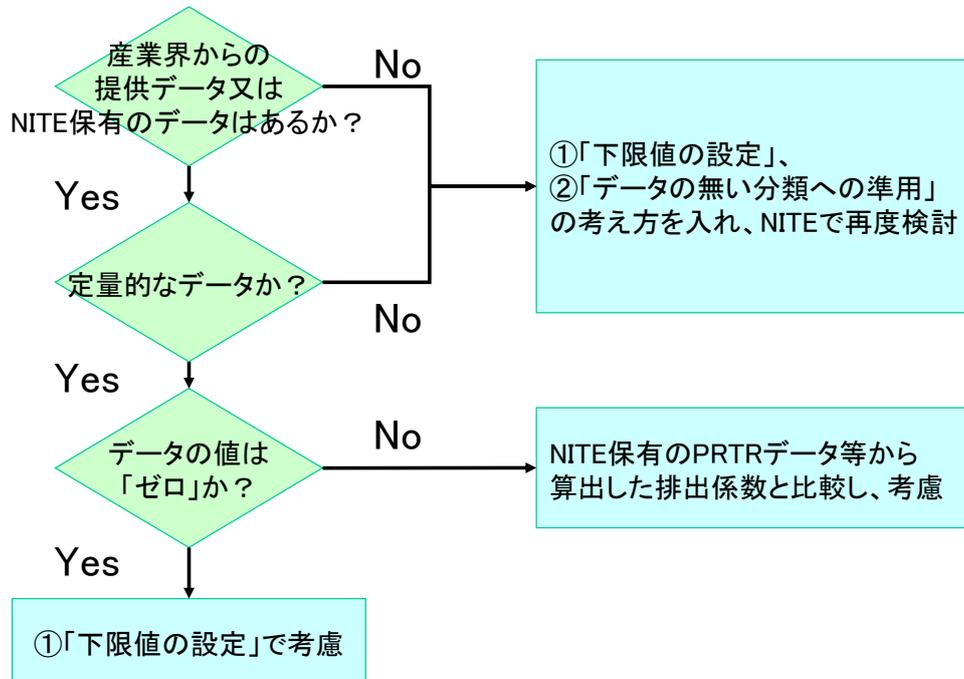 産業界からの
提供データ又は
NITE保有のデータはあるか？
No
①「下限値の設定」、
②「データの無い分類への準用」
の考え方を入れ、NITEで再度検討
Yes
定量的なデータか？
No
Yes
データの値は
「ゼロ」か？
No
NITE保有のPRTRデータ等から
算出した排出係数と比較し、考慮
Yes
①「下限値の設定」で考慮